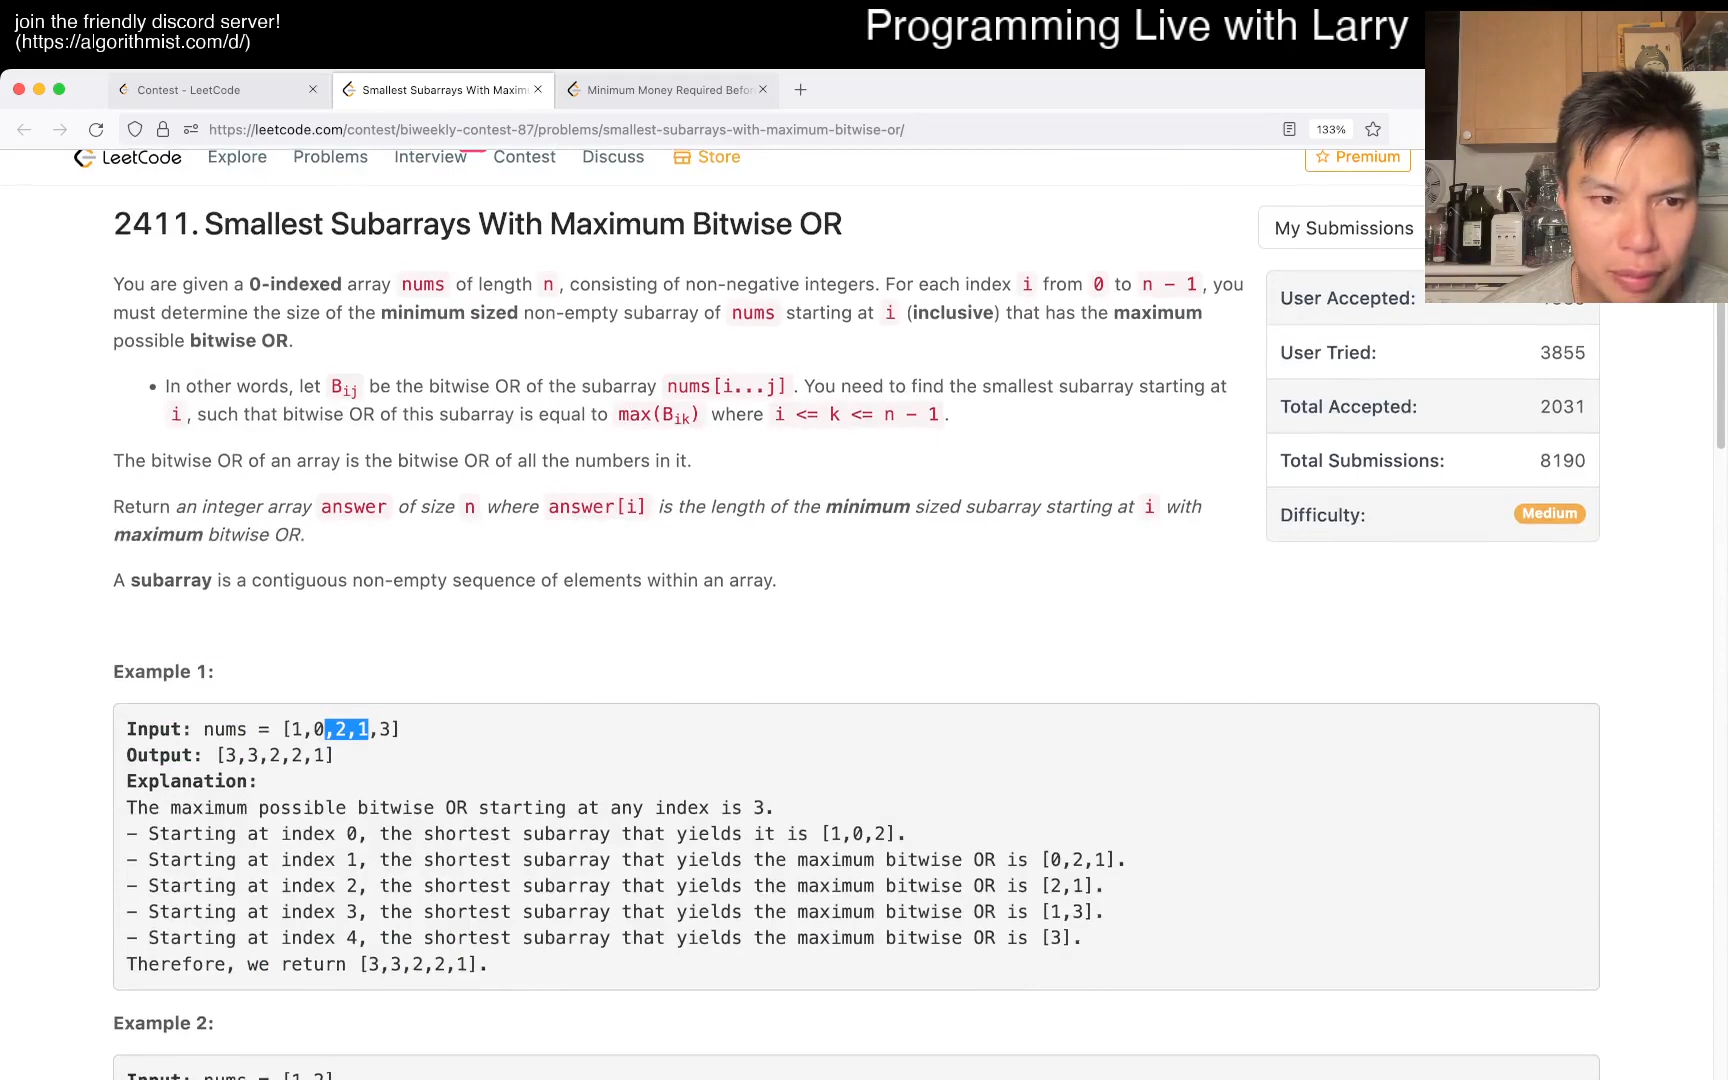 join the friendly discord server!
(https://algorithmist.com/d/)
Programming Live with Larry
Contest - LeetCode
Smallest Subarrays With Maxim
Minimum Money Required Befor
https://leetcode.com/contest/biweekly-contest-87/problems/smallest-subarrays-with-maximum-bitwise-or/
133%
LeetCode
Explore
Problems
Interview
Contest
Discuss
Store
Premium
2411. Smallest Subarrays With Maximum Bitwise OR
My Submissions
You are given a 0-indexed array nums of length n, consisting of non-negative integers. For each index i from 0 to n - 1, you
must determine the size of the minimum sized non-empty subarray of nums starting at i (inclusive) that has the maximum
possible bitwise OR.
• In other words, let Bij be the bitwise OR of the subarray nums[i...j]. You need to find the smallest subarray starting at
i, such that bitwise OR of this subarray is equal to max(Bik) where i <= k <= n - 1.
The bitwise OR of an array is the bitwise OR of all the numbers in it.
Return an integer array answer of size n where answer[i] is the length of the minimum sized subarray starting at i with
maximum bitwise OR.
A subarray is a contiguous non-empty sequence of elements within an array.
User Accepted:
User Tried: 3855
Total Accepted: 2031
Total Submissions: 8190
Difficulty: Medium
Example 1:
Input: nums = [1,0,2,1,3]
Output: [3,3,2,2,1]
Explanation:
The maximum possible bitwise OR starting at any index is 3.
- Starting at index 0, the shortest subarray that yields it is [1,0,2].
- Starting at index 1, the shortest subarray that yields the maximum bitwise OR is [0,2,1].
- Starting at index 2, the shortest subarray that yields the maximum bitwise OR is [2,1].
- Starting at index 3, the shortest subarray that yields the maximum bitwise OR is [1,3].
- Starting at index 4, the shortest subarray that yields the maximum bitwise OR is [3].
Therefore, we return [3,3,2,2,1].
Example 2:
Input: nums = [1,2]